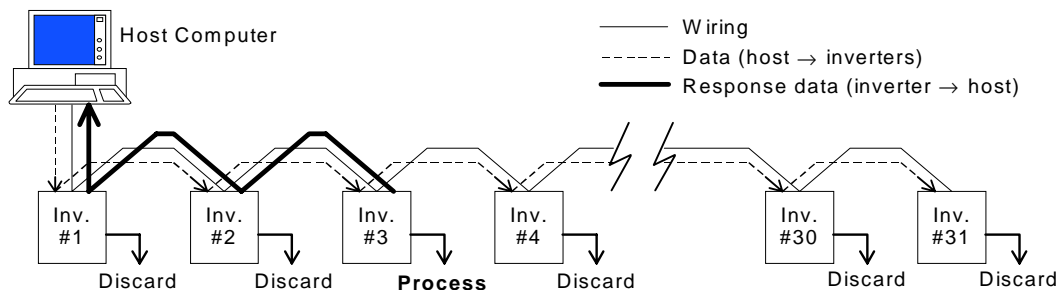 Host Computer
Wiring
Data (host → inverters)
Response data (inverter → host)
Inv.
#1
Inv.
#2
Inv.
#3
Inv.
#4
Inv.
#30
Inv.
#31
Discard
Discard
Process
Discard
Discard
Discard